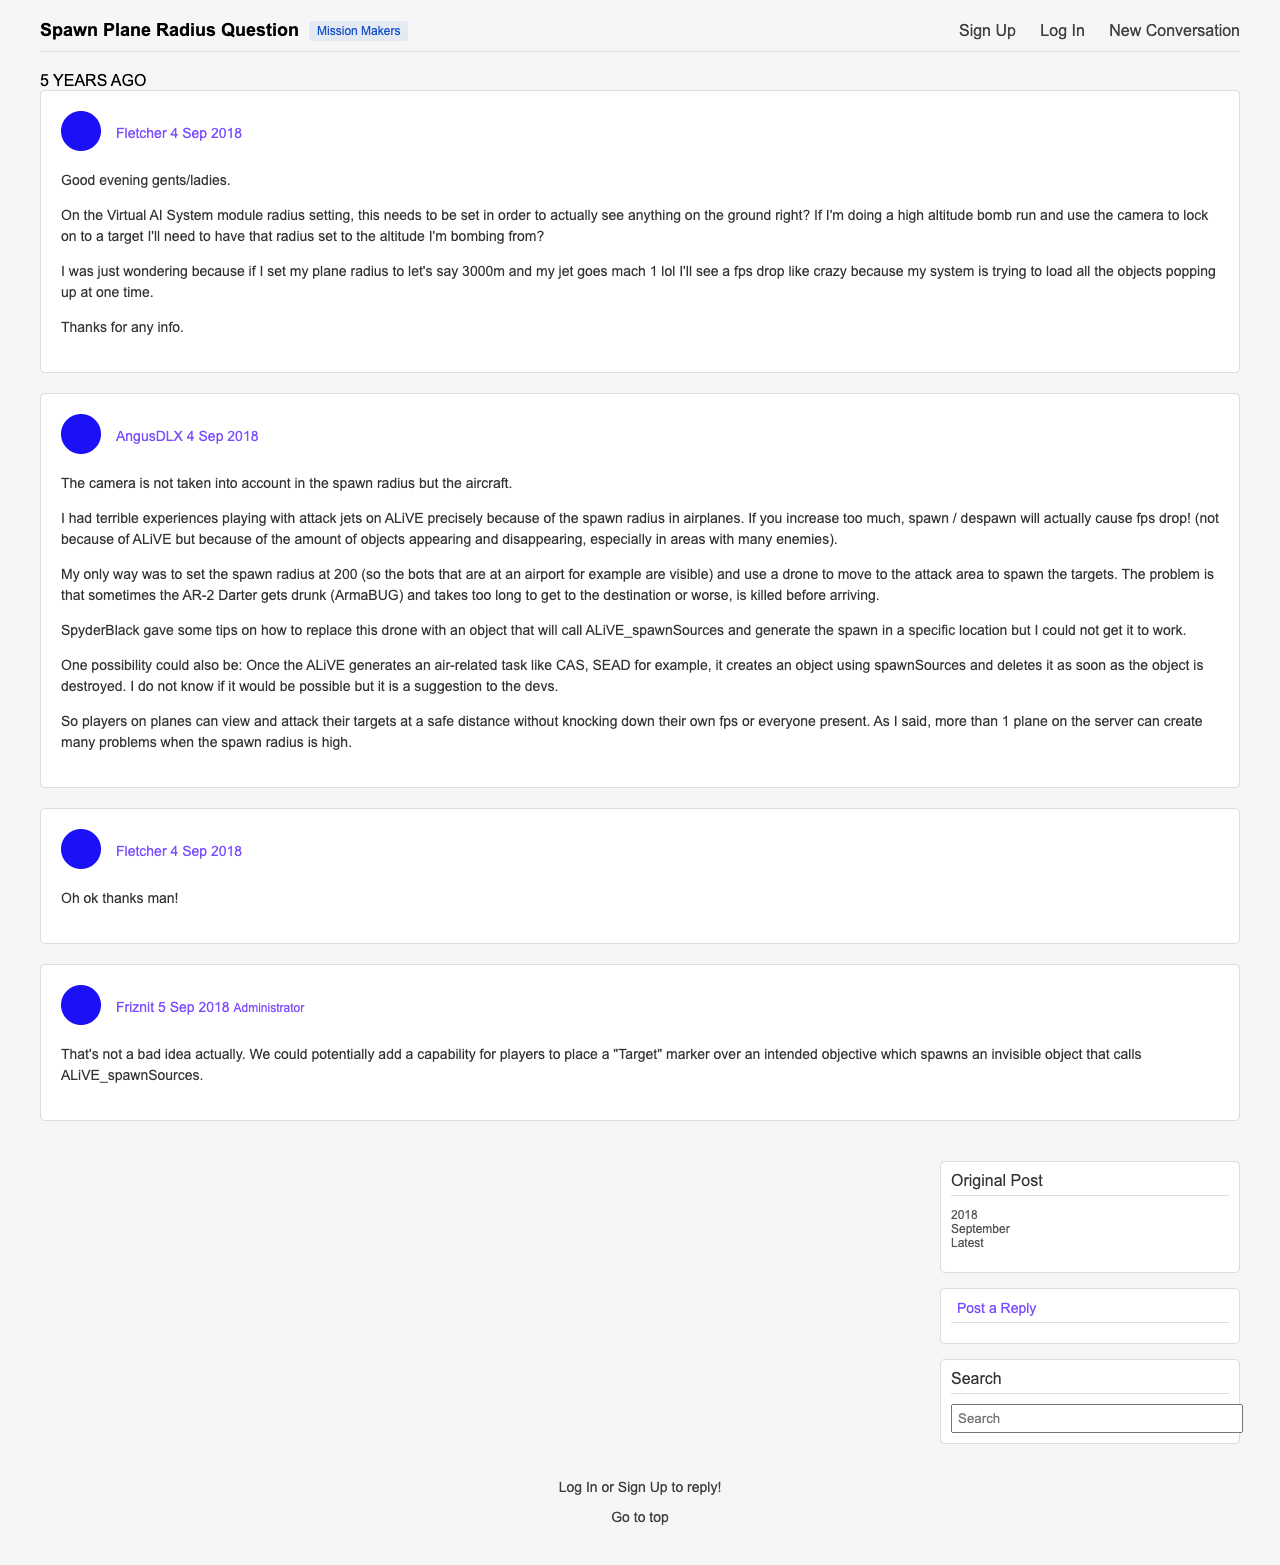 Spawn Plane Radius Question Mission Makers Sign Up Log In New Conversation
5 YEARS AGO
Fletcher 4 Sep 2018
Good evening gents/ladies.
On the Virtual AI System module radius setting, this needs to be set in order to actually see anything on the ground right? If I'm doing a high altitude bomb run and use the camera to lock
on to a target I'll need to have that radius set to the altitude I'm bombing from?
I was just wondering because if I set my plane radius to let's say 3000m and my jet goes mach 1 lol I'll see a fps drop like crazy because my system is trying to load all the objects popping
up at one time.
Thanks for any info.
AngusDLX 4 Sep 2018
The camera is not taken into account in the spawn radius but the aircraft.
I had terrible experiences playing with attack jets on ALiVE precisely because of the spawn radius in airplanes. If you increase too much, spawn / despawn will actually cause fps drop! (not
because of ALiVE but because of the amount of objects appearing and disappearing, especially in areas with many enemies).
My only way was to set the spawn radius at 200 (so the bots that are at an airport for example are visible) and use a drone to move to the attack area to spawn the targets. The problem is
that sometimes the AR-2 Darter gets drunk (ArmaBUG) and takes too long to get to the destination or worse, is killed before arriving.
SpyderBlack gave some tips on how to replace this drone with an object that will call ALiVE_spawnSources and generate the spawn in a specific location but I could not get it to work.
One possibility could also be: Once the ALiVE generates an air-related task like CAS, SEAD for example, it creates an object using spawnSources and deletes it as soon as the object is
destroyed. I do not know if it would be possible but it is a suggestion to the devs.
So players on planes can view and attack their targets at a safe distance without knocking down their own fps or everyone present. As I said, more than 1 plane on the server can create
many problems when the spawn radius is high.
Fletcher 4 Sep 2018
Oh ok thanks man!
Friznit 5 Sep 2018 Administrator
That's not a bad idea actually. We could potentially add a capability for players to place a "Target" marker over an intended objective which spawns an invisible object that calls
ALiVE_spawnSources.
Original Post
2018
September
Latest
Post a Reply
Search
Search
Log In or Sign Up to reply!
Go to top